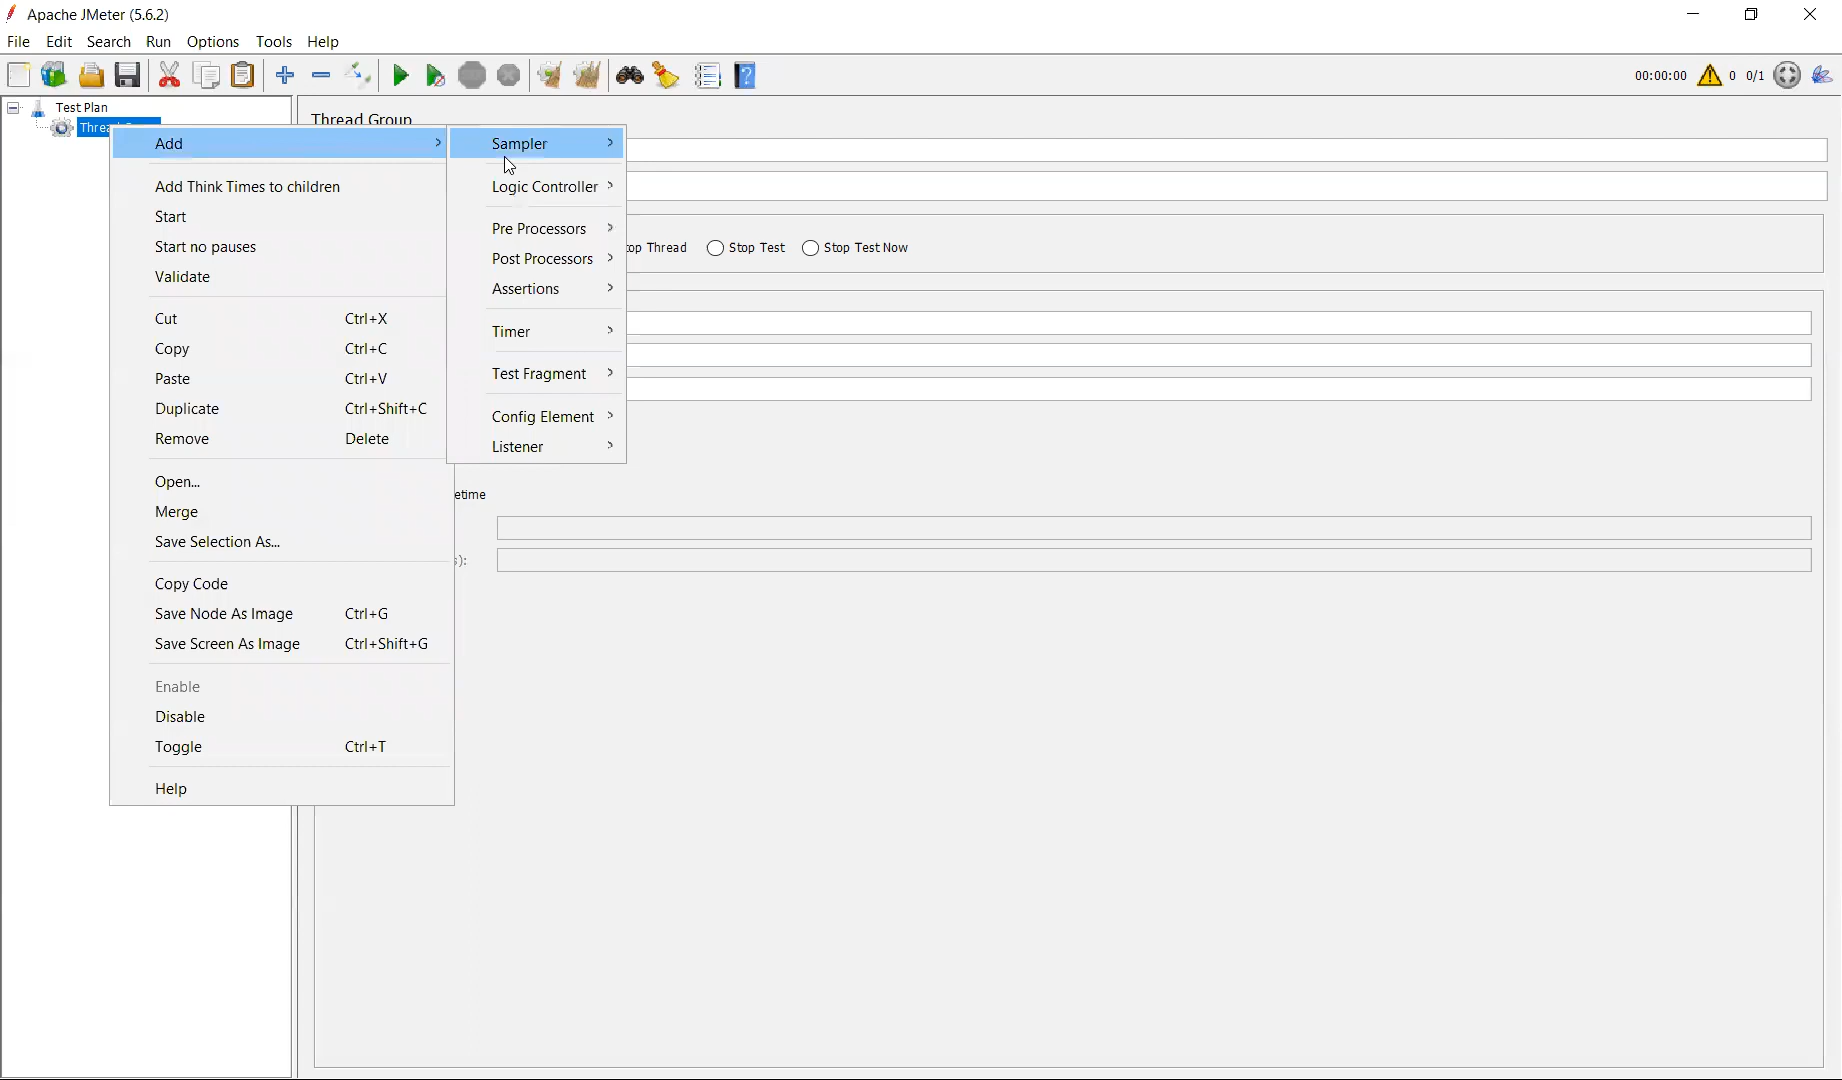 Apache JMeter (5.6.2)
File Edit Search Run Options Tools Help
00:00:00 0 0/1
Test Plan
Thread Group
Add
Sampler
Add Think Times to children
Logic Controller
Start
Pre Processors
Start no pauses
Stop Test
Stop Test Now
Post Processors
Validate
Assertions
Cut Ctrl+X
Timer
Copy Ctrl+C
Paste Ctrl+V
Test Fragment
Duplicate Ctrl+Shift+C
Config Element
Remove Delete
Listener
Open...
Merge
Save Selection As...
Copy Code
Save Node As Image Ctrl+G
Save Screen As Image Ctrl+Shift+G
Enable
Disable
Toggle Ctrl+T
Help